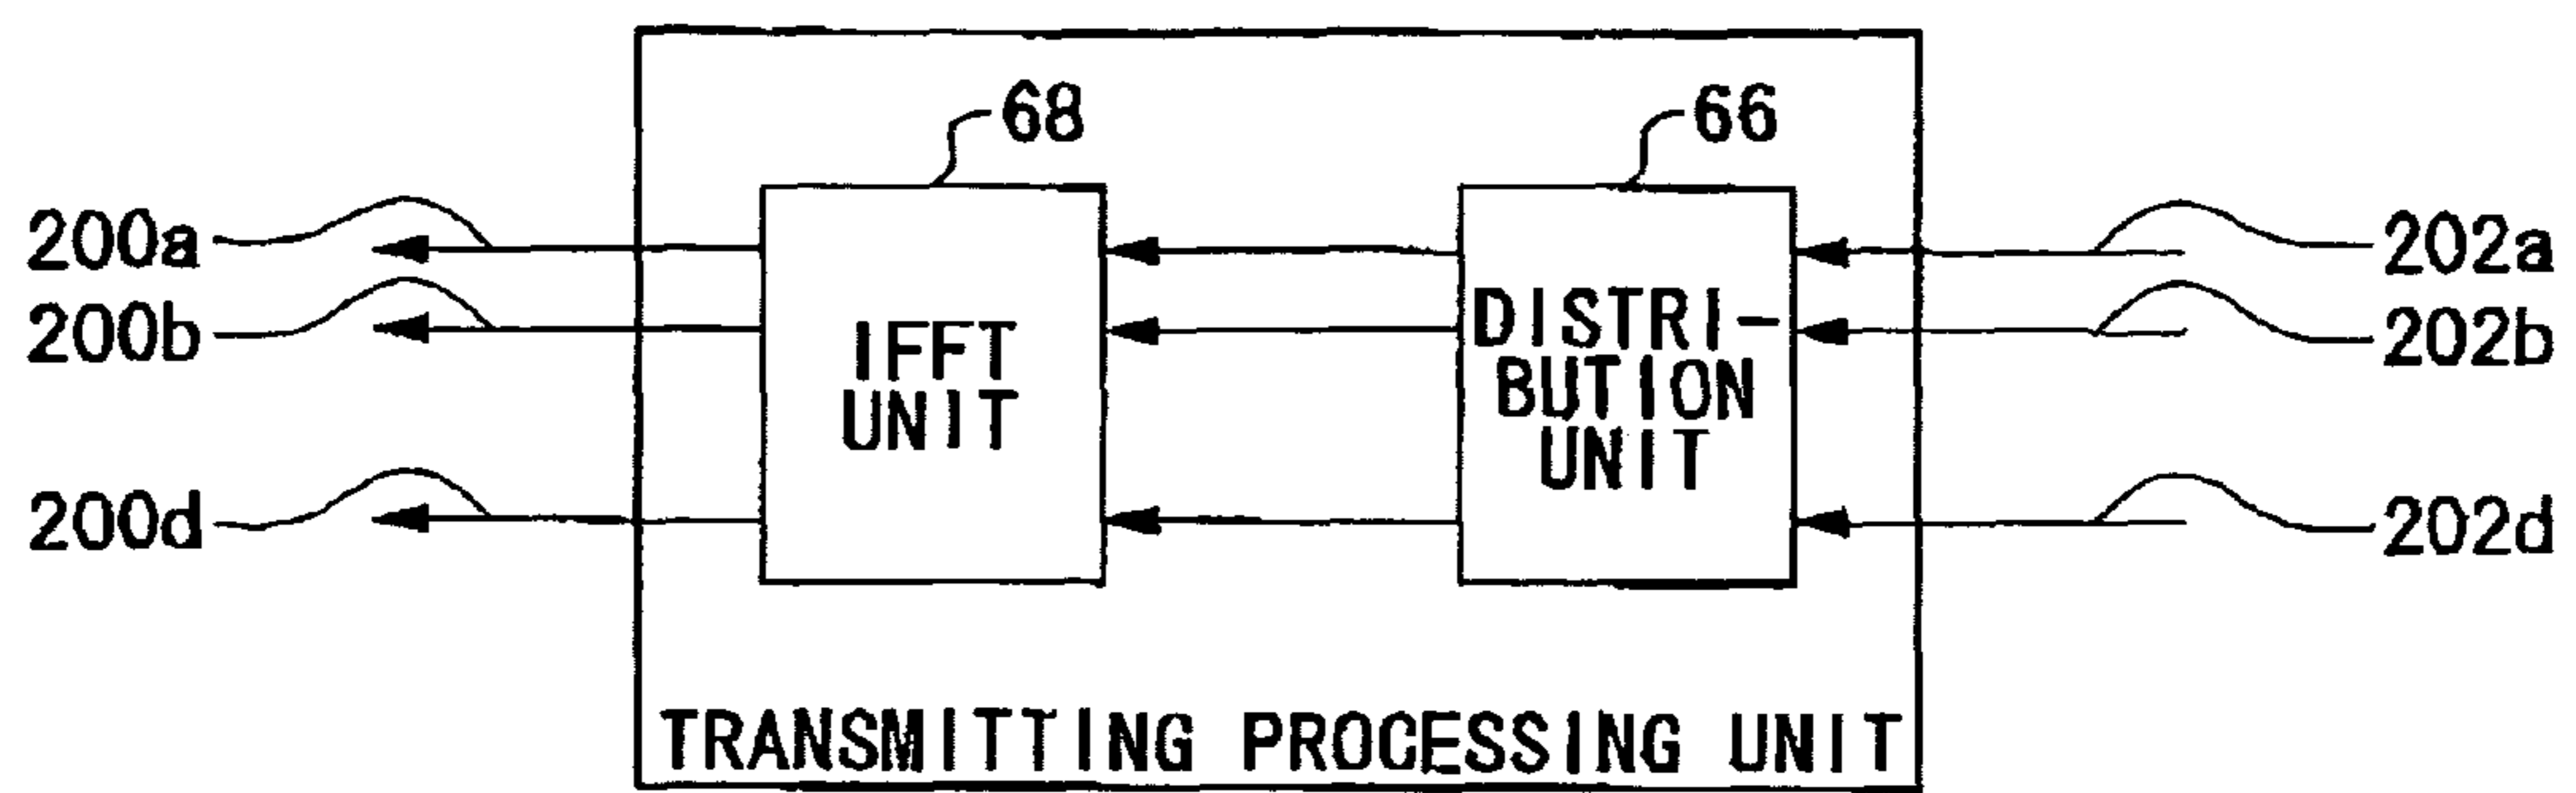 68
66
200a
202a
200b
202b
IFFT
UNIT
DISTRI-
BUTION
UNIT
200d
202d
TRANSMITTING PROCESSING UNIT